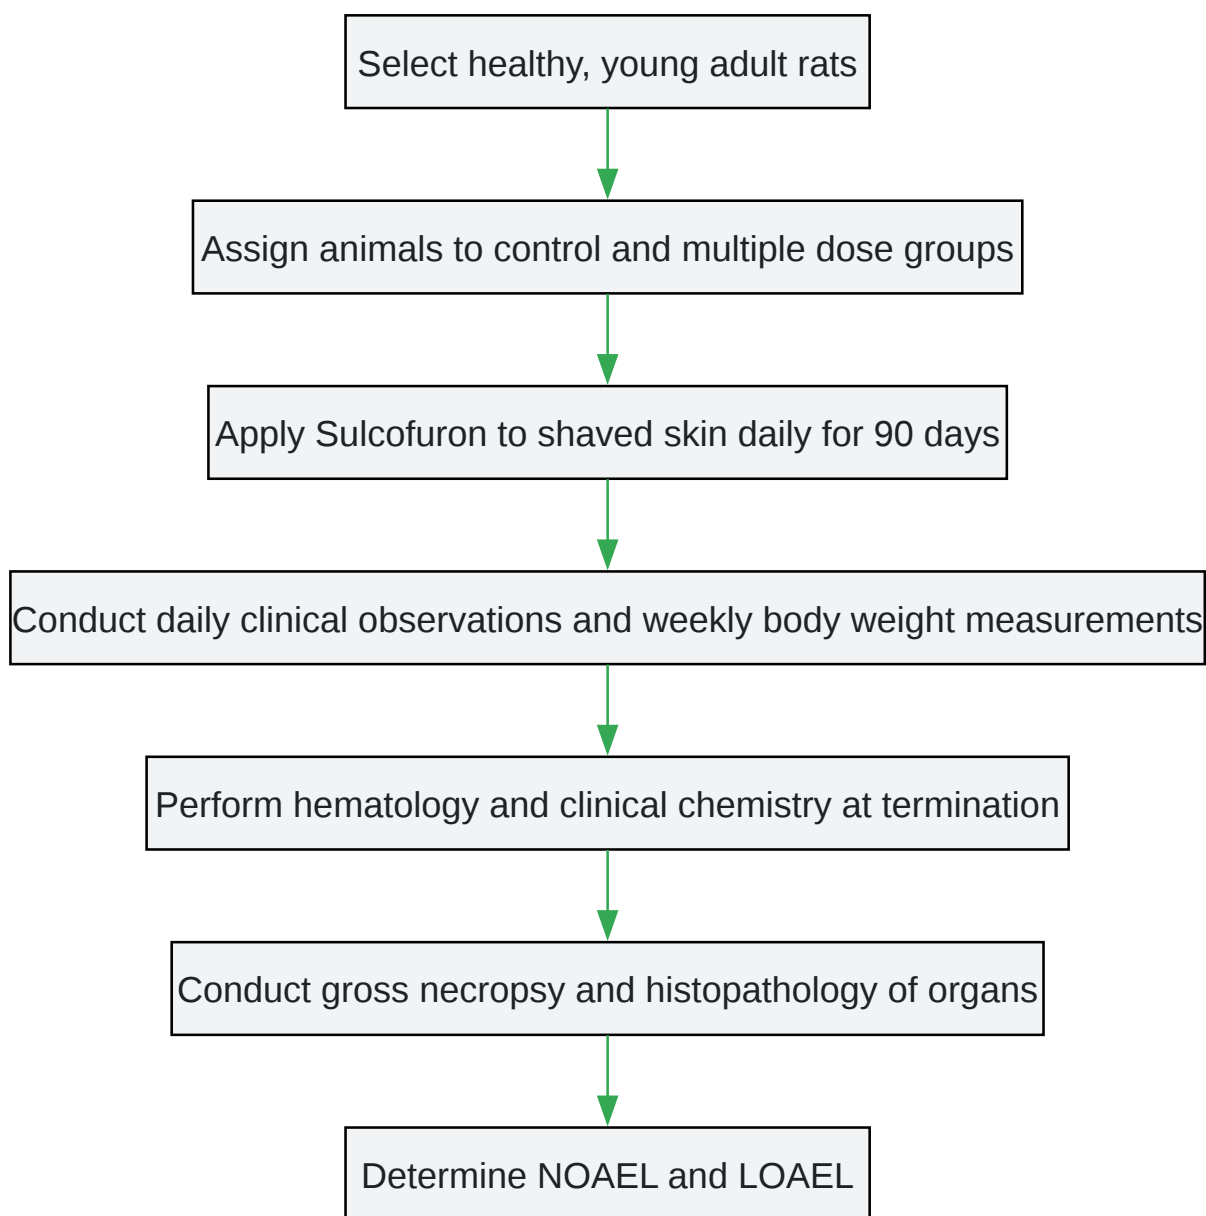 Select healthy, young adult rats
Assign animals to control and multiple dose groups
Apply Sulcofuron to shaved skin daily for 90 days
Conduct daily clinical observations and weekly body weight measurements
Perform hematology and clinical chemistry at termination
Conduct gross necropsy and histopathology of organs
Determine NOAEL and LOAEL